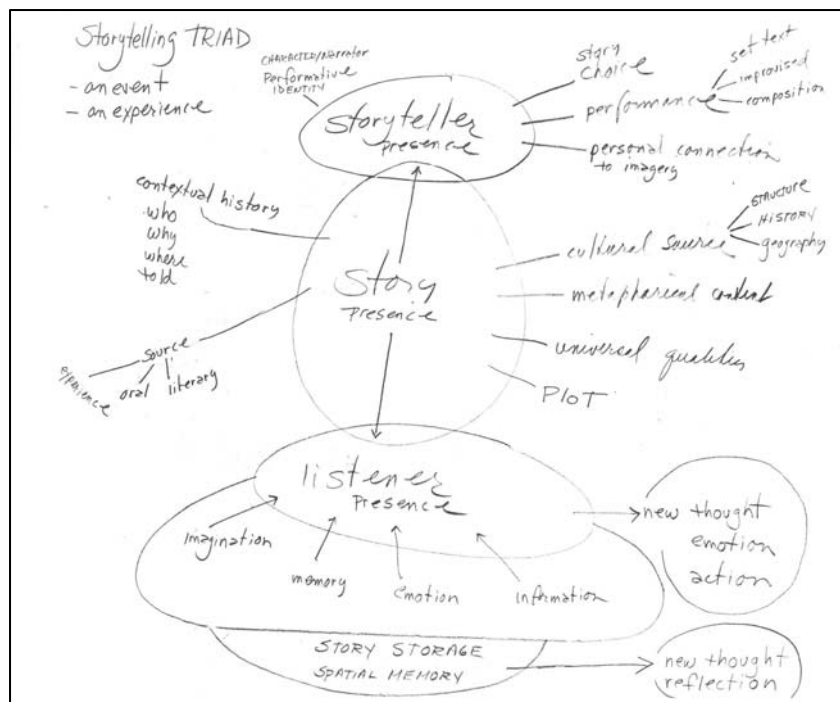 Storytelling TRIAD
- an event
- an experience
CHARACTER/Narrator
Performative
IDENTITY
Storyteller
presence
story
choice
performance
set text
improvised
composition
personal connection
to imagery
contextual history
who
why
where
told
story
presence
cultural source
STRUCTURE
HISTORY
geography
metaphorical content
universal qualities
PLOT
source
experience
oral
literary
listener
presence
imagination
memory
emotion
information
new thought
emotion
action
STORY STORAGE
SPATIAL MEMORY
new thought
reflection